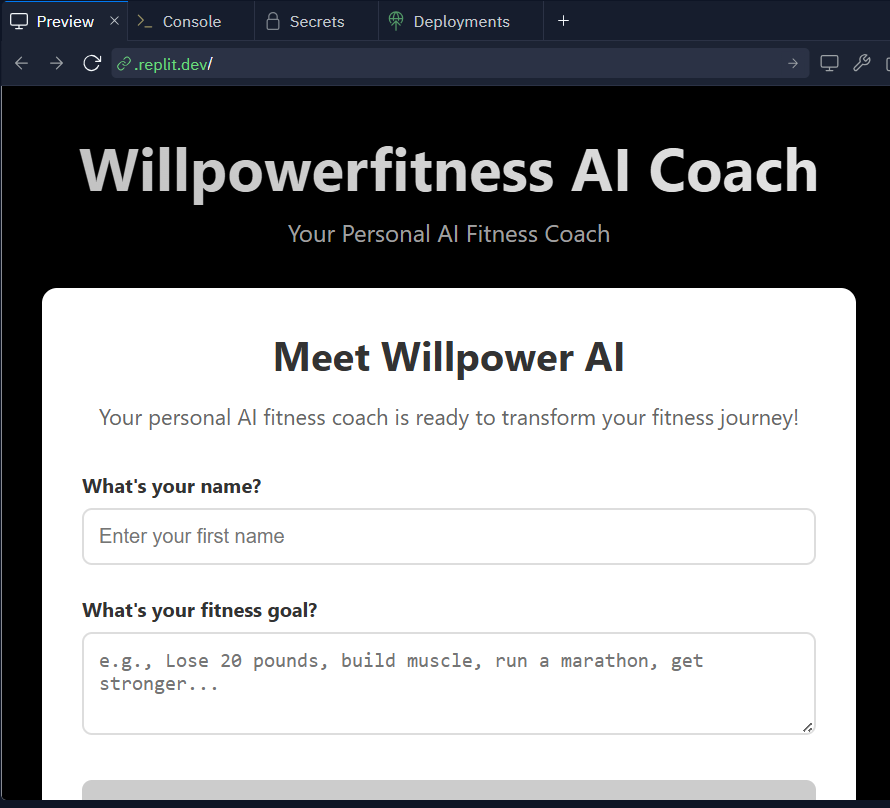 Preview
Console
Secrets
Deployments
.replit.dev/
Willpowerfitness AI Coach
Your Personal AI Fitness Coach
Meet Willpower AI
Your personal AI fitness coach is ready to transform your fitness journey!
What's your name?
Enter your first name
What's your fitness goal?
e.g., Lose 20 pounds, build muscle, run a marathon, get
stronger...